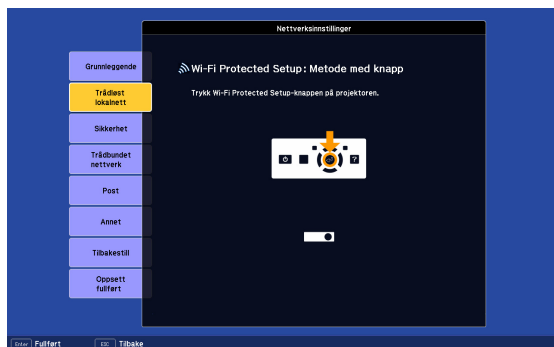 Nettverksinnstillinger
Grunnleggende
Trådløst
lokalnett
Sikkerhet
Trådbundet
nettverk
Post
Annet
Tilbakestill
Oppsett
fullført
Wi-Fi Protected Setup: Metode med knapp
Trykk Wi-Fi Protected Setup-knappen på projektoren.
?
Enter Fullført
ESC Tilbake